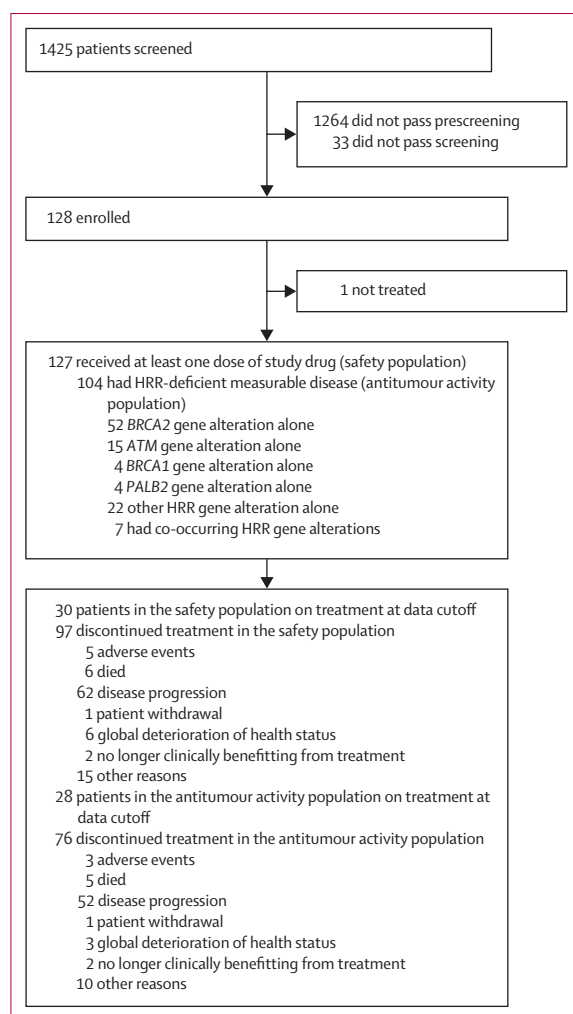 1425 patients screened
1264 did not pass prescreening
33 did not pass screening
128 enrolled
1 not treated
127 received at least one dose of study drug (safety population)
104 had HRR-deficient measurable disease (antitumour activity
population)
52 BRCA2 gene alteration alone
15 ATM gene alteration alone
4 BRCA1 gene alteration alone
4 PALB2 gene alteration alone
22 other HRR gene alteration alone
7 had co-occurring HRR gene alterations
30 patients in the safety population on treatment at data cutoff
97 discontinued treatment in the safety population
5 adverse events
6 died
62 disease progression
1 patient withdrawal
6 global deterioration of health status
2 no longer clinically benefitting from treatment
15 other reasons
28 patients in the antitumour activity population on treatment at
data cutoff
76 discontinued treatment in the antitumour activity population
3 adverse events
5 died
52 disease progression
1 patient withdrawal
3 global deterioration of health status
2 no longer clinically benefitting from treatment
10 other reasons